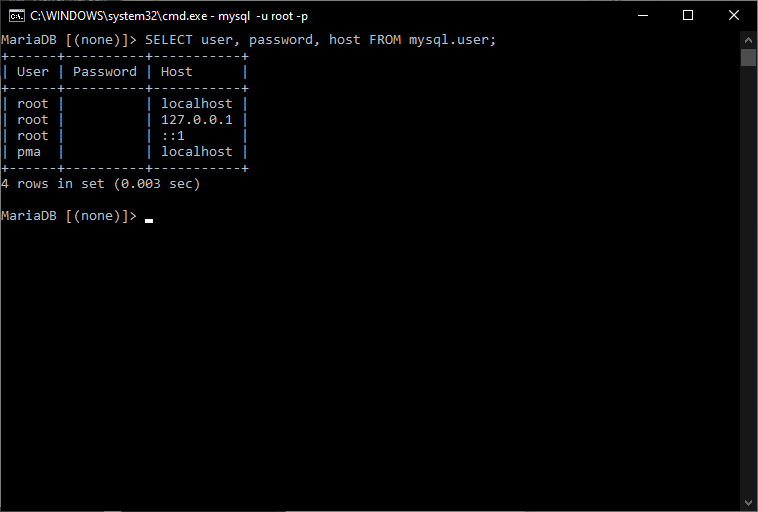 C:\WINDOWS\system32\cmd.exe - mysql  -u root -p
MariaDB [(none)]> SELECT user, password, host FROM mysql.user;
+------+----------+-----------+
| User | Password | Host      |
+------+----------+-----------+
| root |          | localhost |
| root |          | 127.0.0.1 |
| root |          | ::1       |
| pma  |          | localhost |
+------+----------+-----------+
4 rows in set (0.003 sec)
MariaDB [(none)]>